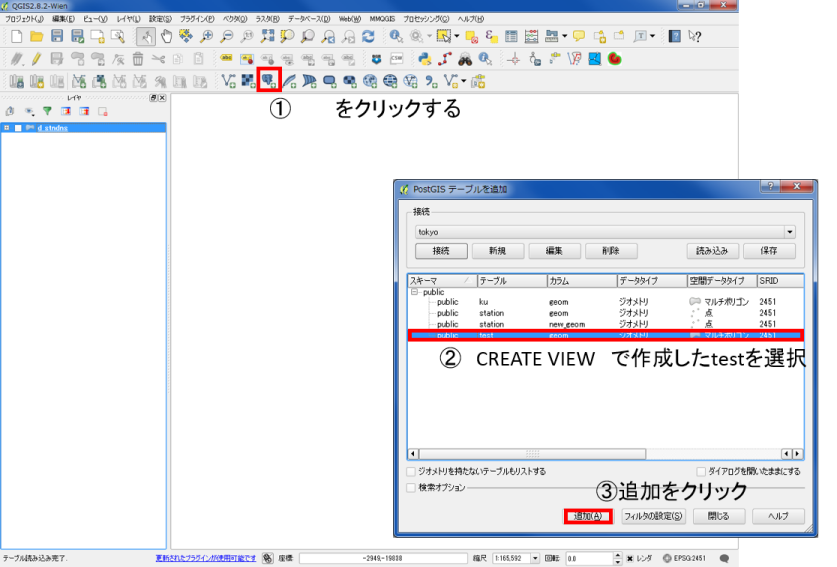 QGIS2.8.2-Wien
プロジェクト(J) 編集(E) ビュー(V) レイヤ(L) 設定(S) プラグイン(P) ベクタ(O) ラスタ(R) データベース(D) Web(W) MMQGIS プロセッシング(C) ヘルプ(H)
レイヤ
d_stndns
① をクリックする
PostGIS テーブルを追加
接続
tokyo
接続 新規 編集 削除 読み込み 保存
スキーマ テーブル カラム データタイプ 空間データタイプ SRID
public
public ku geom ジオメトリ マルチポリゴン 2451
public station geom ジオメトリ 点 2451
public station new_geom ジオメトリ 点 2451
public test geom ジオメトリ マルチポリゴン 2451
② CREATE VIEW で作成したtestを選択
ジオメトリを持たないテーブルもリストする ダイアログを開いたままにする
検索オプション
③追加をクリック
追加(A) フィルタの設定(S) 閉じる ヘルプ
テーブル読み込み完了. 更新されたプラグインが使用可能です 座標: -2949,-19838 縮尺 1:165,592 回転: 0.0 レンダ EPSG:2451